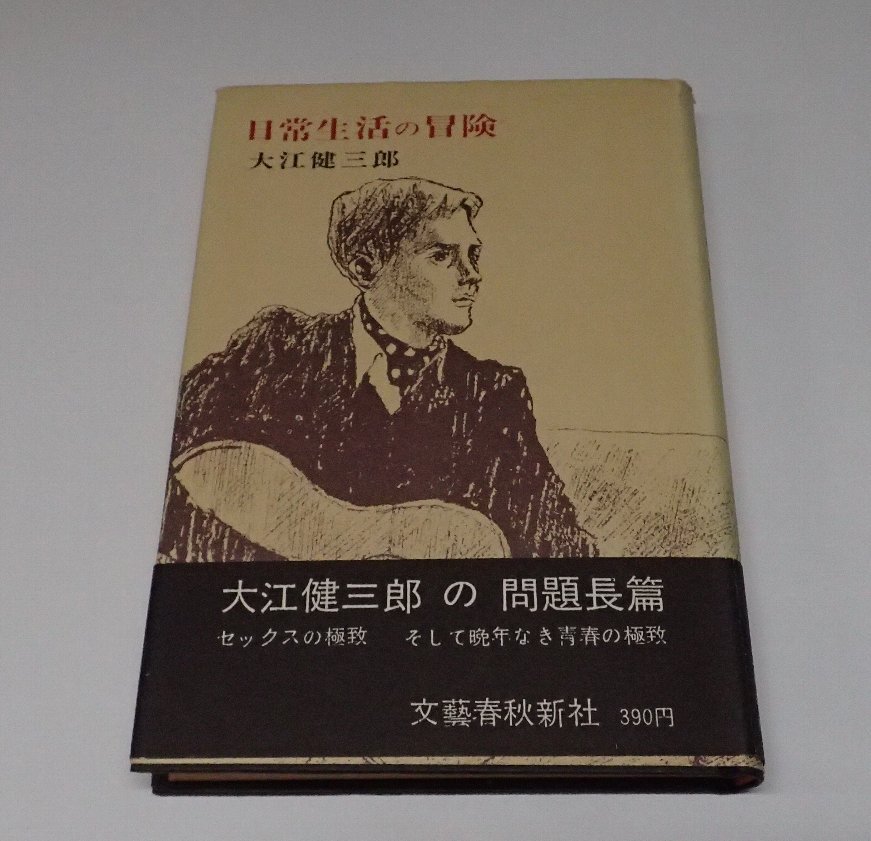 日常生活の冒険
大江健三郎
大江健三郎 の 問題長篇
セックスの極致 そして晩年なき青春の極致
文藝春秋新社 390円